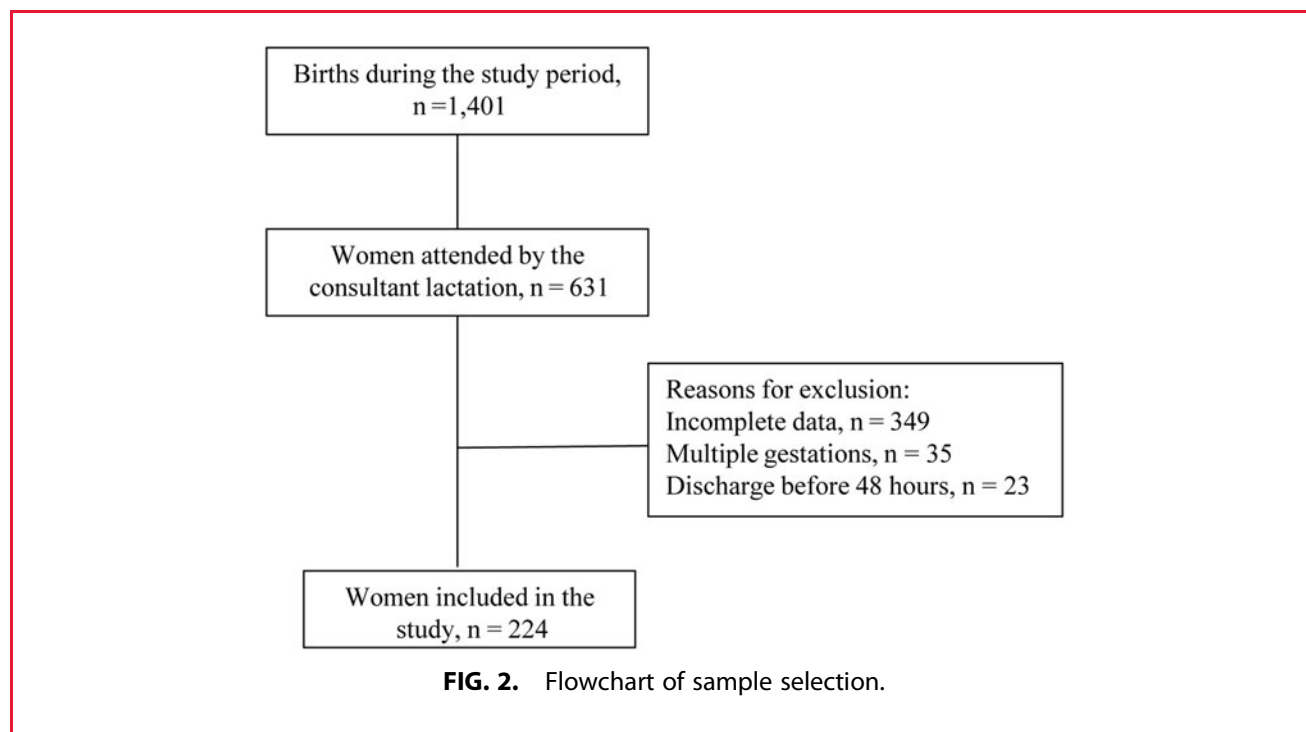 Births during the study period,
n =1,401
Women attended by the
consultant lactation, n = 631
Reasons for exclusion:
Incomplete data, n = 349
Multiple gestations, n = 35
Discharge before 48 hours, n = 23
Women included in the
study, n = 224
FIG. 2. Flowchart of sample selection.